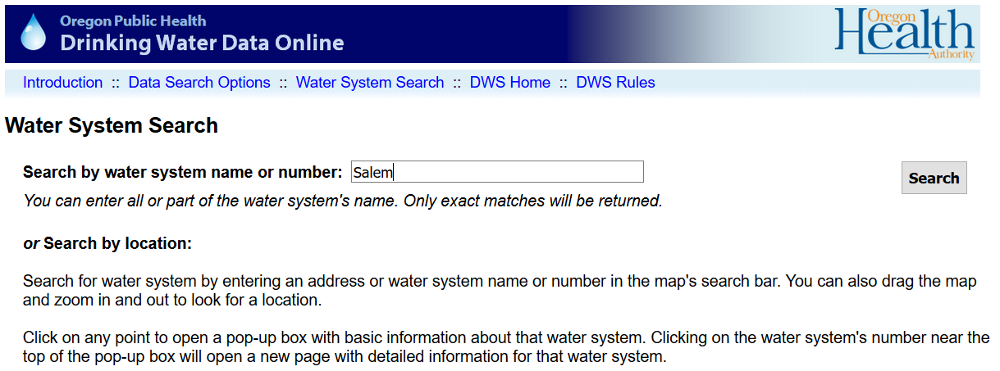 Oregon Public Health
Drinking Water Data Online
Oregon
Health
Authority
Introduction :: Data Search Options :: Water System Search :: DWS Home :: DWS Rules
Water System Search
Search by water system name or number: Salem
Search
You can enter all or part of the water system's name. Only exact matches will be returned.
or Search by location:
Search for water system by entering an address or water system name or number in the map's search bar. You can also drag the map
and zoom in and out to look for a location.
Click on any point to open a pop-up box with basic information about that water system. Clicking on the water system's number near the
top of the pop-up box will open a new page with detailed information for that water system.